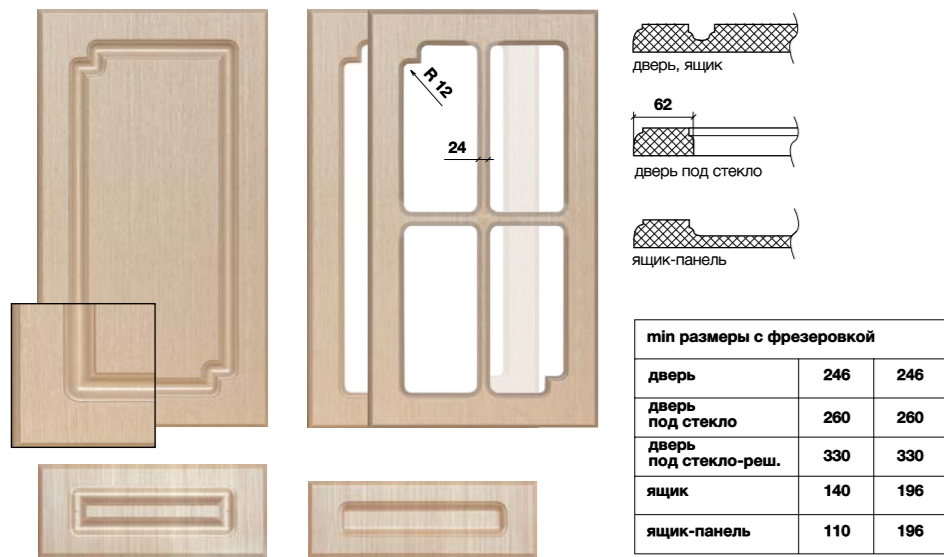 R 12
24
дверь, ящик
62
дверь под стекло
ящик-панель
min размеры с фрезеровкой
дверь 246 246
дверь
под стекло 260 260
дверь
под стекло-реш. 330 330
ящик 140 196
ящик-панель 110 196